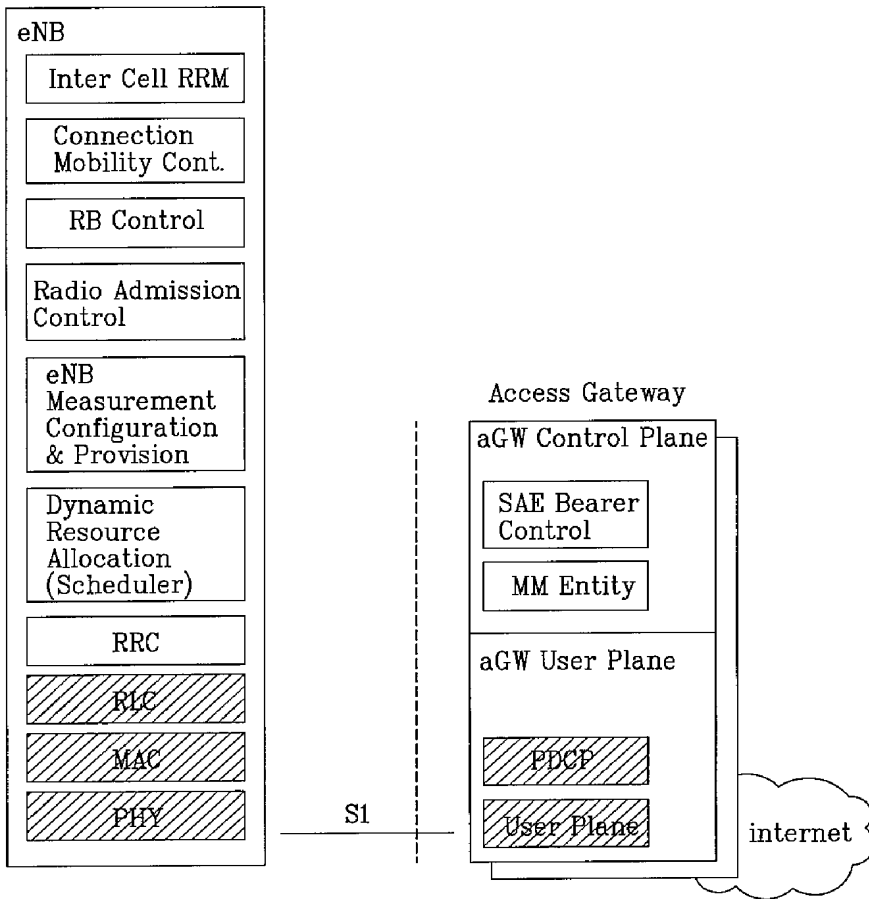 eNB
Inter Cell RRM
Connection
Mobility Cont.
RB Control
Radio Admission
Control
eNB
Measurement
Configuration
& Provision
Dynamic
Resource
Allocation
(Scheduler)
RRC
RLC
MAC
PHY
S1
Access Gateway
aGW Control Plane
SAE Bearer
Control
MM Entity
aGW User Plane
PDCP
User Plane
internet